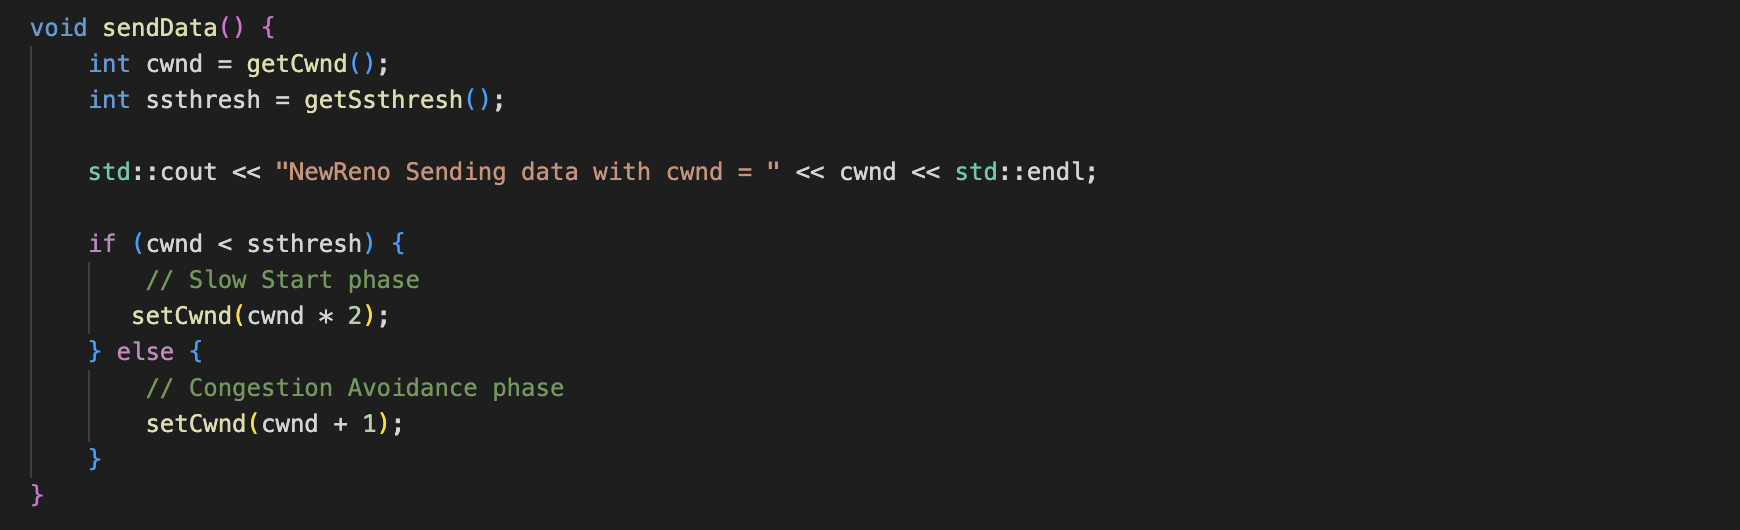 void sendData() {
    int cwnd = getCwnd();
    int ssthresh = getSsthresh();

    std::cout << "NewReno Sending data with cwnd = " << cwnd << std::endl;

    if (cwnd < ssthresh) {
        // Slow Start phase
       setCwnd(cwnd * 2);
    } else {
        // Congestion Avoidance phase
        setCwnd(cwnd + 1);
    }
}